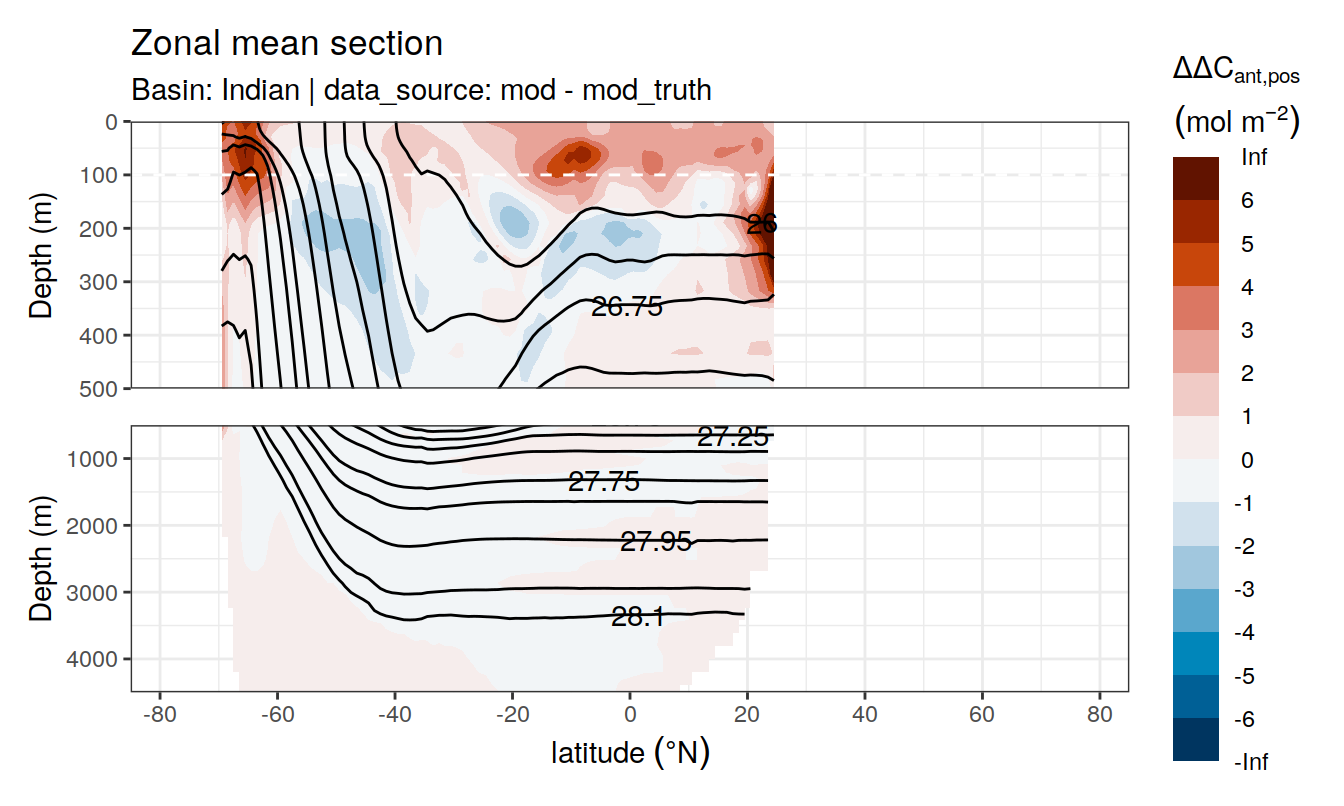 Zonal mean section
Basin: Indian | data_source: mod - mod_truth
ΔΔCant,pos
(mol m−2)
Inf
6
5
4
3
2
1
0
-1
-2
-3
-4
-5
-6
-Inf
Depth (m)
0
100
200
300
400
500
26
26.75
Depth (m)
1000
2000
3000
4000
27.25
27.75
27.95
28.1
-80 -60 -40 -20 0 20 40 60 80
latitude (°N)